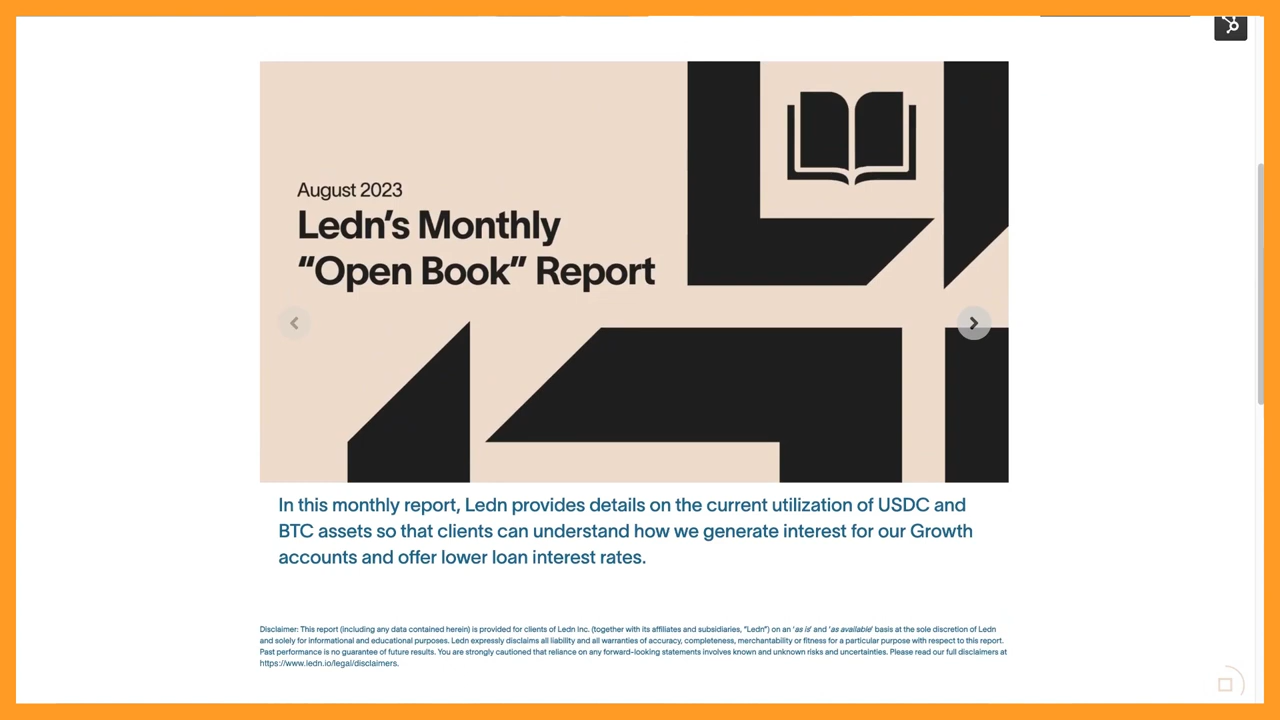 August 2023
Ledn's Monthly
“Open Book” Report
In this monthly report, Ledn provides details on the current utilization of USDC and
BTC assets so that clients can understand how we generate interest for our Growth
accounts and offer lower loan interest rates.
Disclaimer: This report (including any data contained herein) is provided for clients of Ledn Inc. (together with its affiliates and subsidiaries, “Ledn”) on an ‘as is’ and ‘as available’ basis at the sole discretion of Ledn
and solely for informational and educational purposes. Ledn expressly disclaims all liability and all warranties of accuracy, completeness, merchantability or fitness for a particular purpose with respect to this report.
Past performance is no guarantee of future results. You are strongly cautioned that reliance on any forward-looking statements involves known and unknown risks and uncertainties. Please read our full disclaimers at
https://www.ledn.io/legal/disclaimers.